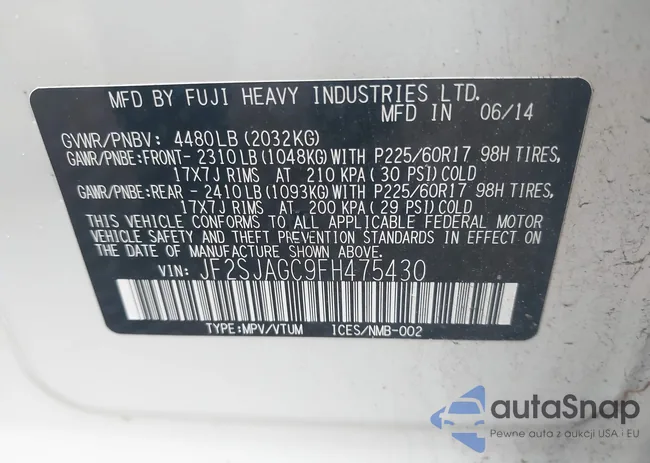 MFD BY FUJI HEAVY INDUSTRIES LTD.
MFD IN 06/14
GVWR/PNBV: 4480LB(2032KG)
GAWR/PNBE:FRONT- 2310LB(1048KG)WITH P225/60R17 98H TIRES,
17X7J RIMS AT 210 KPA( 30 PSI)COLD
GAWR/PNBE:REAR - 2410LB(1093KG)WITH P225/60R17 98H TIRES,
17X7J RIMS AT 200 KPA(29 PSI)COLD
THIS VEHICLE CONFORMS TO ALL APPLICABLE FEDERAL MOTOR
VEHICLE SAFETY AND THEFT PREVENTION STANDARDS IN EFFECT ON
THE DATE OF MANUFACTURE SHOWN ABOVE.
VIN: JF2SJAGC9FH475430
TYPE:MPV/VTUM ICES/NMB-002
autaSnap
Pewne auta z aukcji USA i EU